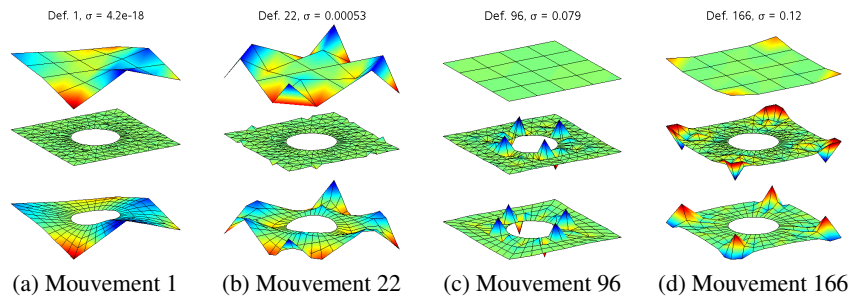 Def. 1, σ = 4.2e-18
Def. 22, σ = 0.00053
Def. 96, σ = 0.079
Def. 166, σ = 0.12
(a) Mouvement 1
(b) Mouvement 22
(c) Mouvement 96
(d) Mouvement 166